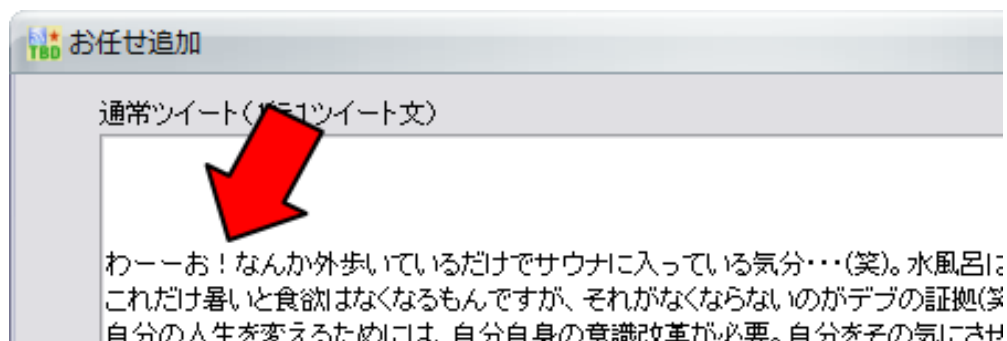 TBD お任せ追加
通常ツイート(1ツイート文)
わーーお！なんか外歩いているだけでサウナに入っている気分・・・(笑)。水風呂は
これだけ暑いと食欲はなくなるもんですが、それがなくならないのがデブの証拠(笑
自分の人生を変えるためには、自分自身の意識改革が必要。自分をその気にさせ